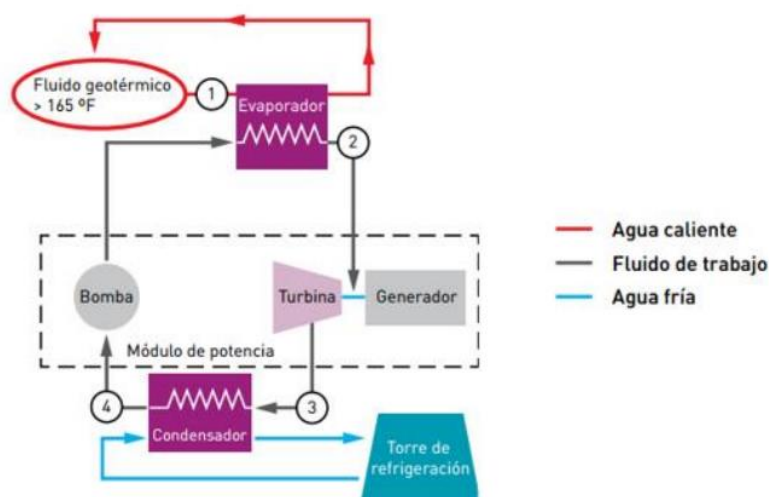 Fluido geotérmico
> 165 ºF
1
Evaporador
2
Bomba
Turbina
Generador
Módulo de potencia
4
3
Condensador
Torre de
refrigeración
Agua caliente
Fluido de trabajo
Agua fría